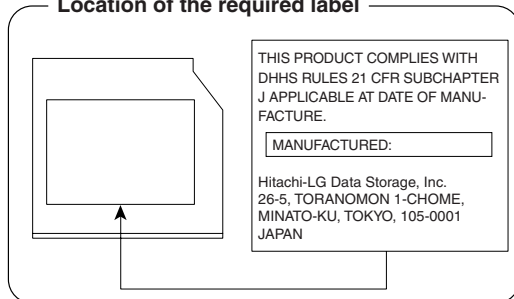 Location of the required label
THIS PRODUCT COMPLIES WITH
DHHS RULES 21 CFR SUBCHAPTER
J APPLICABLE AT DATE OF MANU-
FACTURE.
MANUFACTURED:
Hitachi-LG Data Storage, Inc.
26-5, TORANOMON 1-CHOME,
MINATO-KU, TOKYO, 105-0001
JAPAN